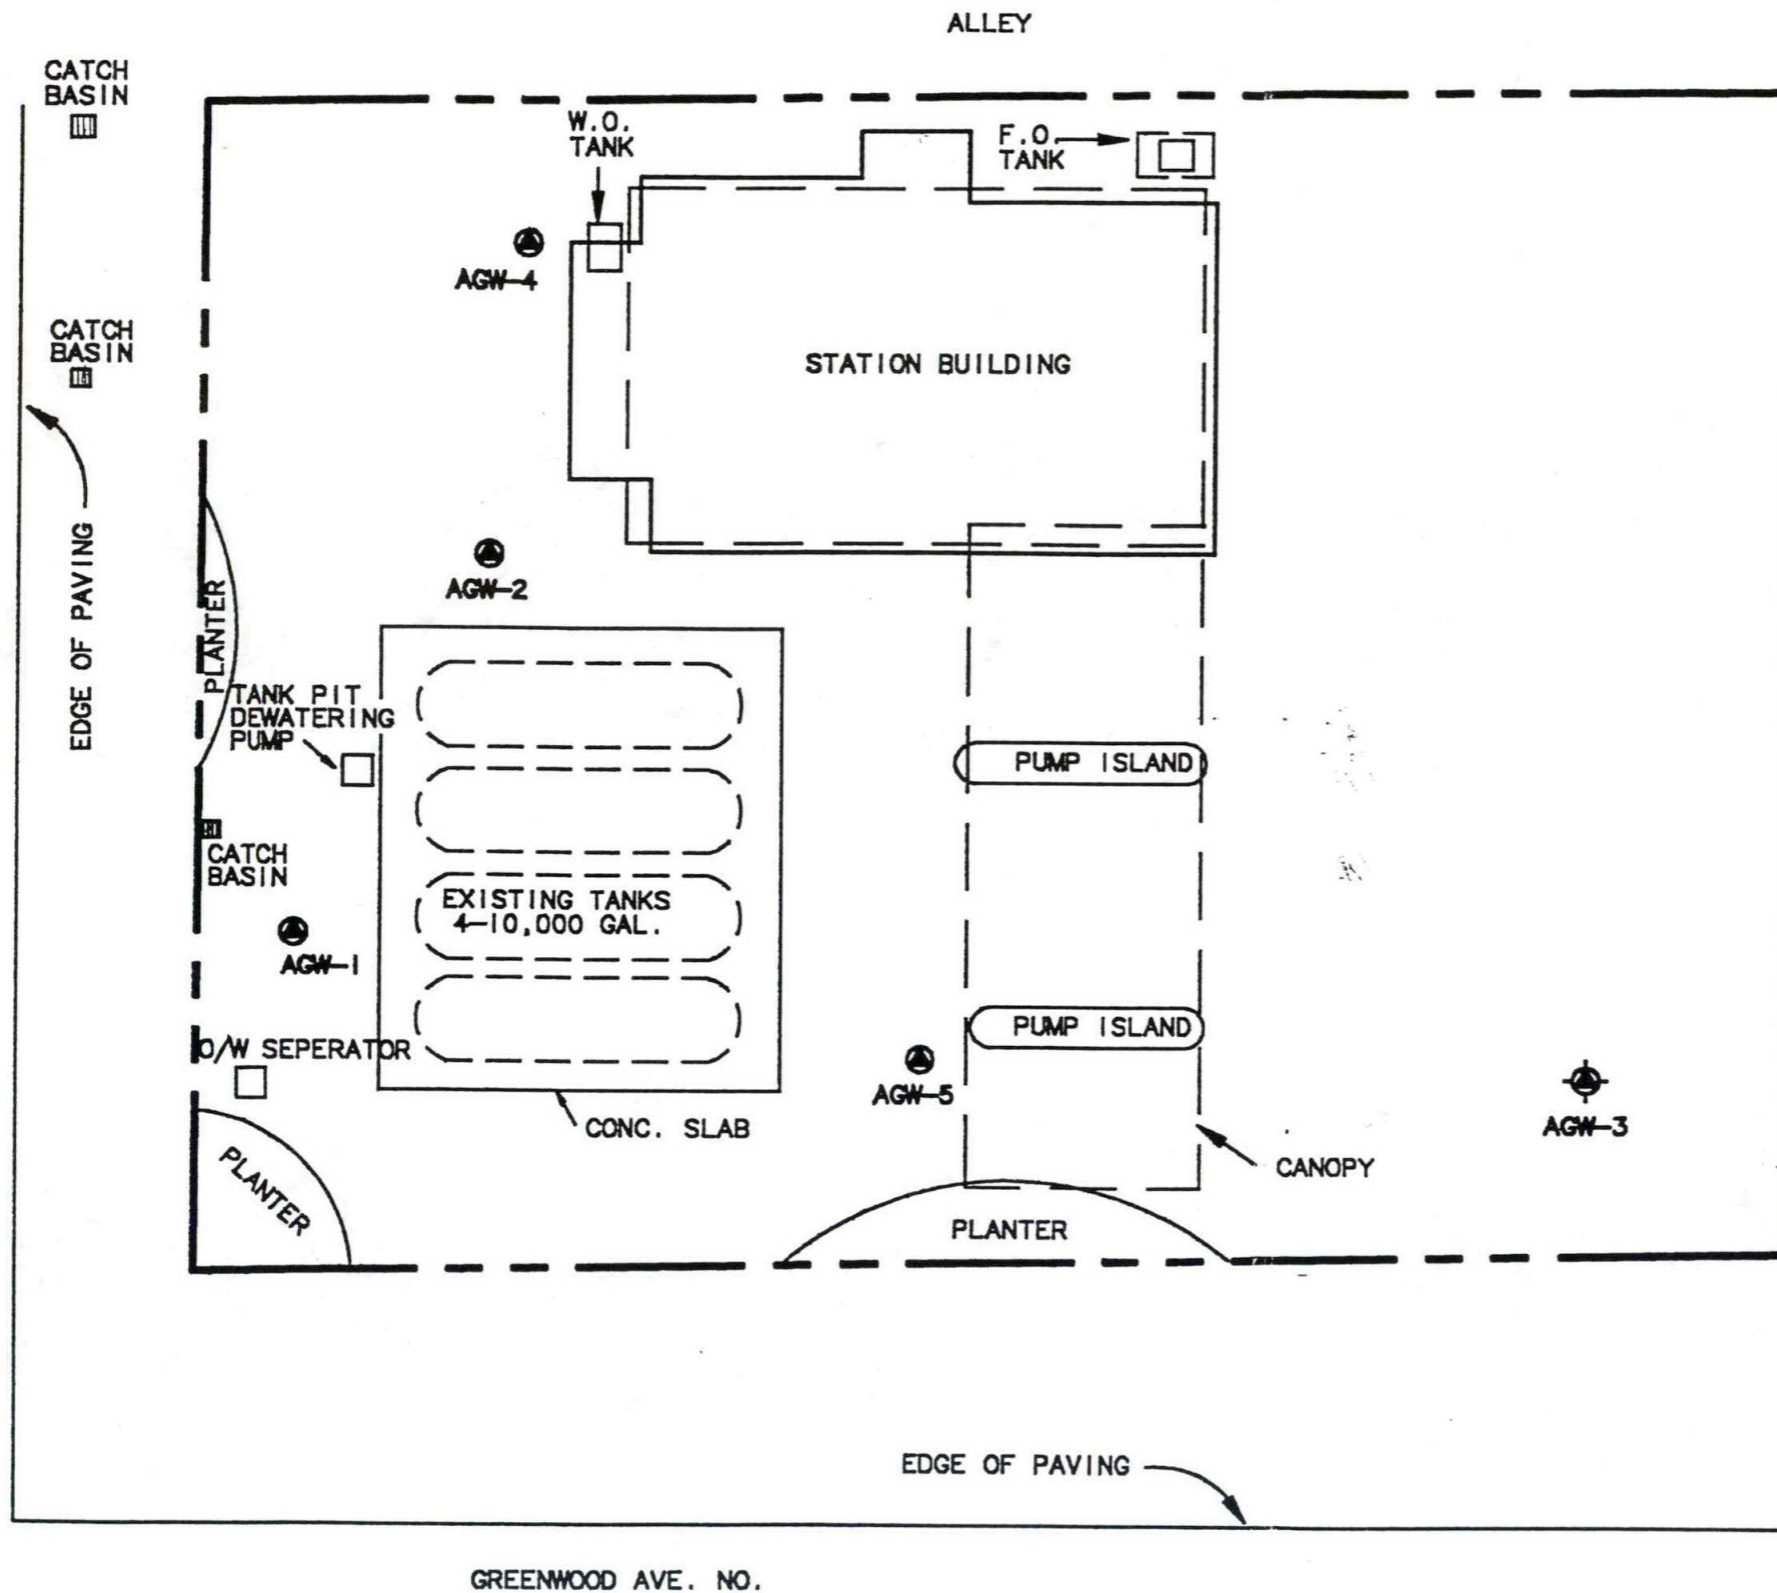 ALLEY
CATCH
BASIN
W.O.
TANK
F.O.
TANK
AGW-4
CATCH
BASIN
STATION BUILDING
EDGE OF PAVING
AGW-2
PLANTER
TANK PIT
DEWATERING
PUMP
PUMP ISLAND
CATCH
BASIN
EXISTING TANKS
4-10,000 GAL.
AGW-1
PUMP ISLAND
O/W SEPERATOR
AGW-5
AGW-3
CONC. SLAB
CANOPY
PLANTER
PLANTER
EDGE OF PAVING
GREENWOOD AVE. NO.